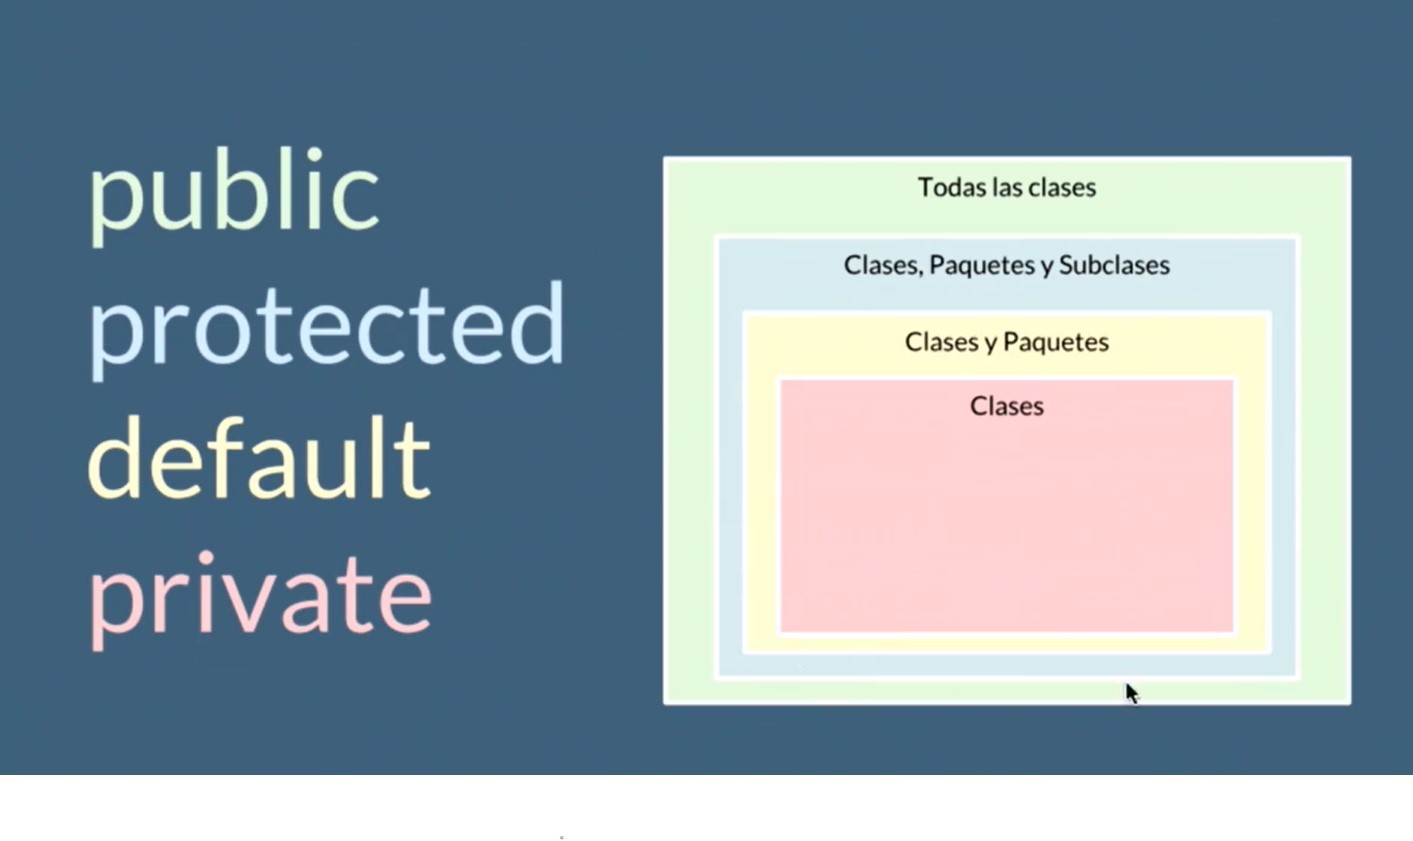 public
protected
default
private
Todas las clases
Clases, Paquetes y Subclases
Clases y Paquetes
Clases